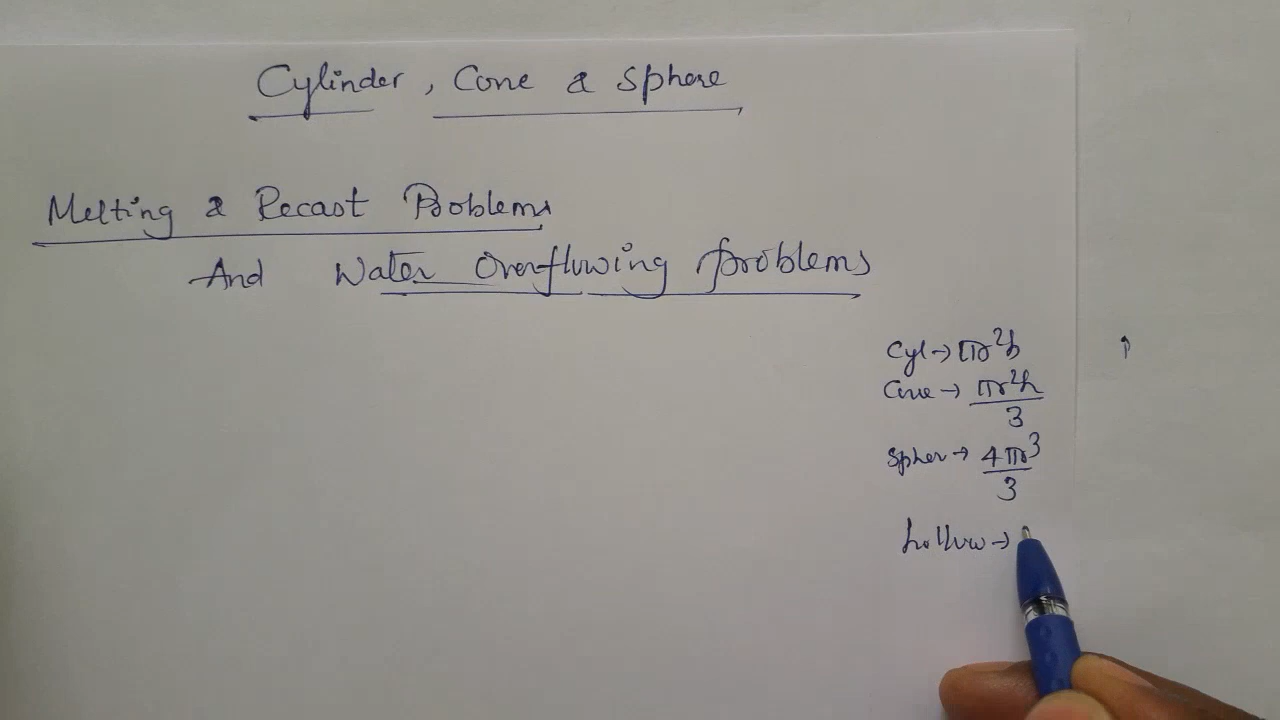 Cylinder, Cone & Sphere
Melting & Recast Problems
And Water Overflowing problems
Cyl → πr²h
Cone → πr²h/3
Spher → 4πr³/3
hollow →